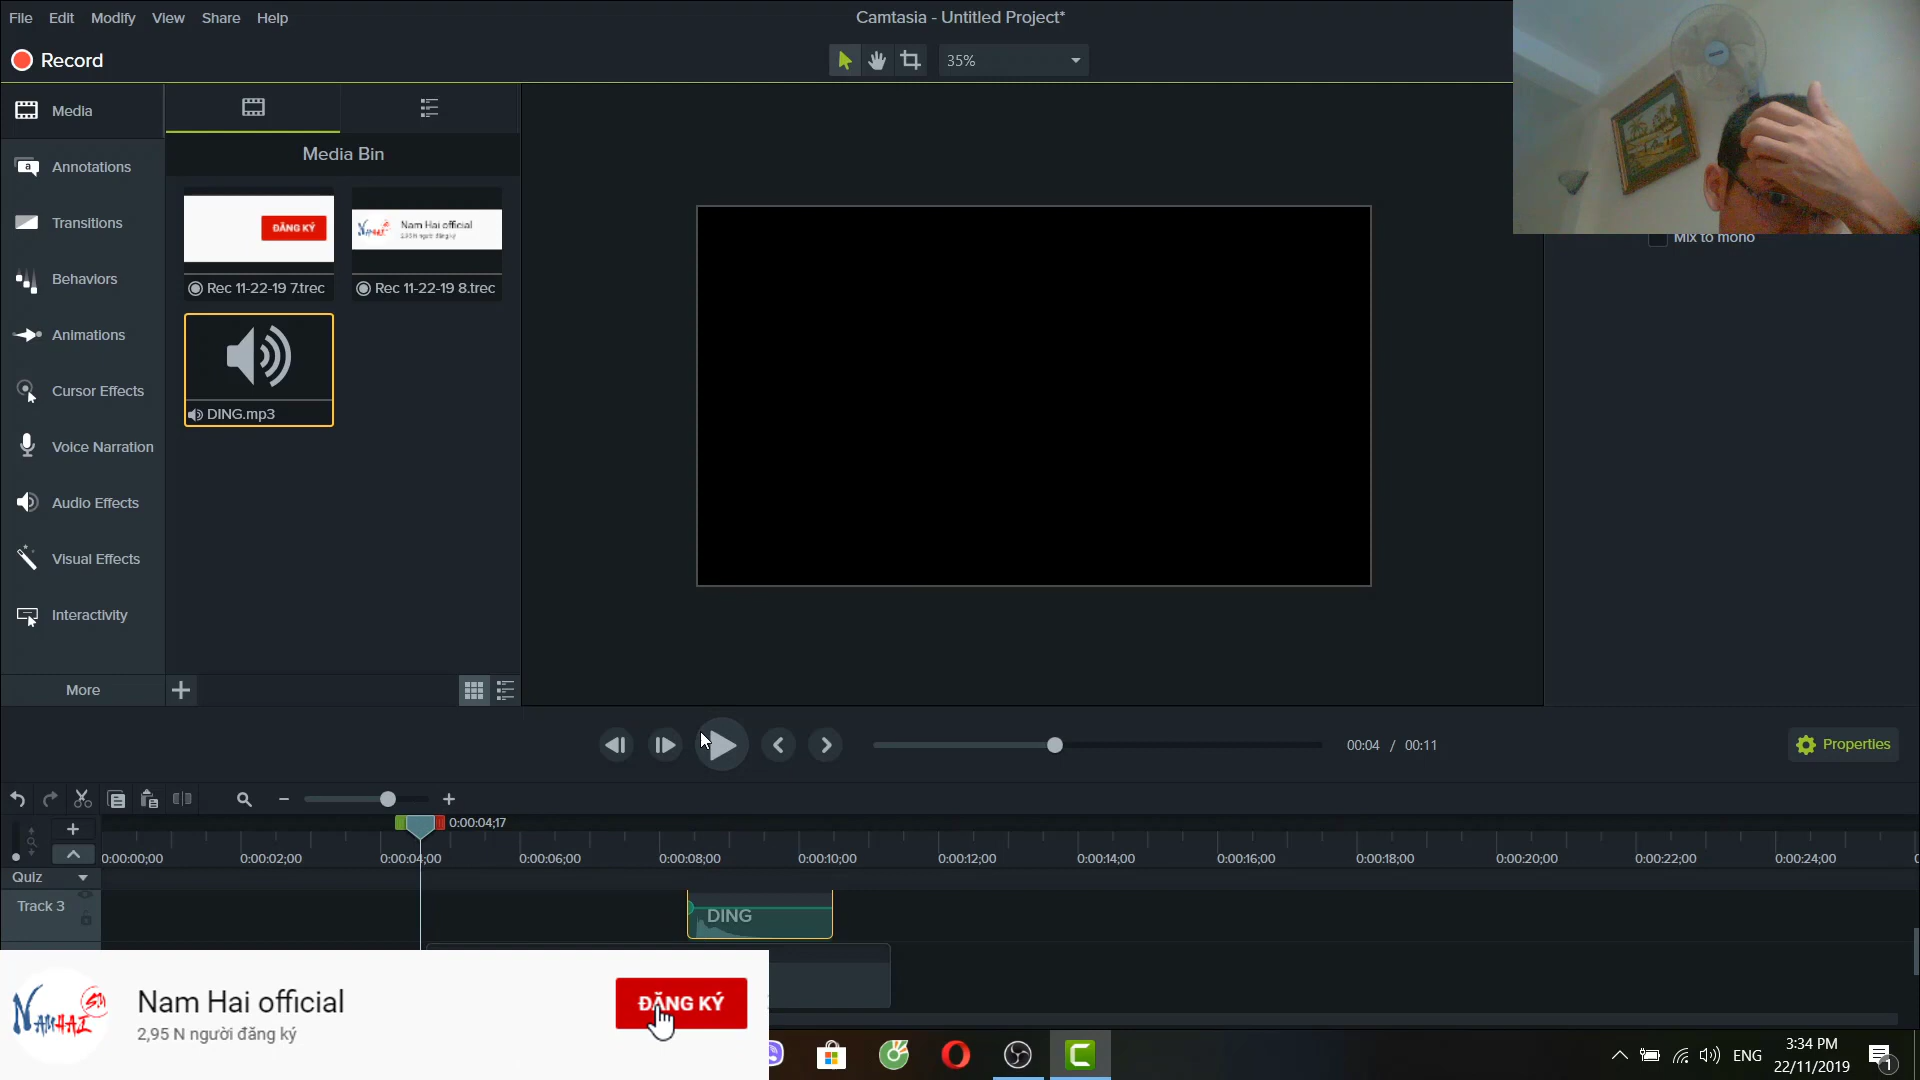 File Edit Modify View Share Help
Camtasia - Untitled Project*
Record
35%
Media
Annotations
Transitions
Behaviors
Animations
Cursor Effects
Voice Narration
Audio Effects
Visual Effects
Interactivity
More
Media Bin
ĐĂNG KÝ
Nam Hai official
Rec 11-22-19 7.trec
Rec 11-22-19 8.trec
DING.mp3
Mix to mono
00:04 / 00:11
Properties
0:00:04;17
0:00:00;00 0:00:02;00 0:00:04;00 0:00:06;00 0:00:08;00 0:00:10;00 0:00:12;00 0:00:14;00 0:00:16;00 0:00:18;00 0:00:20;00 0:00:22;00 0:00:24;00
Quiz
Track 3
DING
NAMHAI
Nam Hai official
2,95 N người đăng ký
ĐĂNG KÝ
ENG
3:34 PM
22/11/2019
1